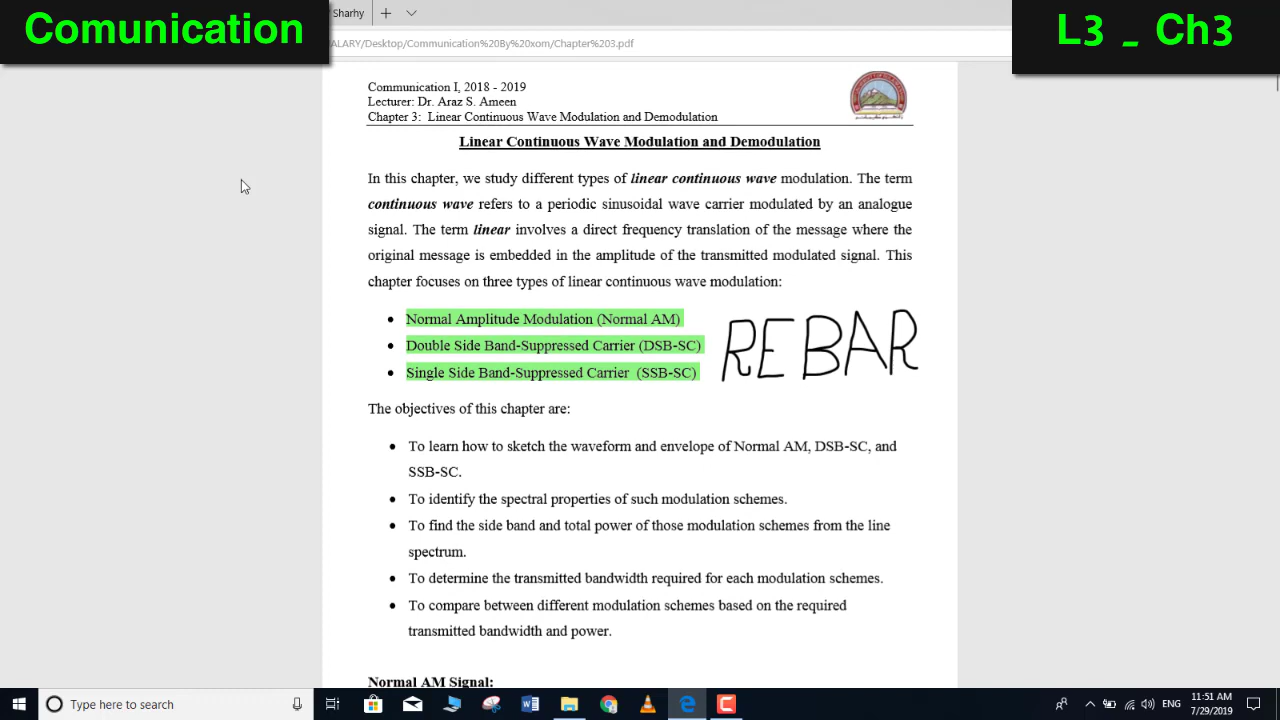 Comunication
L3 _ Ch3
Sharby
ALARY/Desktop/Communication%20By%20xom/Chapter%203.pdf
Communication I, 2018 - 2019
Lecturer: Dr. Araz S. Ameen
Chapter 3: Linear Continuous Wave Modulation and Demodulation
Linear Continuous Wave Modulation and Demodulation
In this chapter, we study different types of linear continuous wave modulation. The term
continuous wave refers to a periodic sinusoidal wave carrier modulated by an analogue
signal. The term linear involves a direct frequency translation of the message where the
original message is embedded in the amplitude of the transmitted modulated signal. This
chapter focuses on three types of linear continuous wave modulation:
• Normal Amplitude Modulation (Normal AM)
• Double Side Band-Suppressed Carrier (DSB-SC)
• Single Side Band-Suppressed Carrier (SSB-SC)
REBAR
The objectives of this chapter are:
• To learn how to sketch the waveform and envelope of Normal AM, DSB-SC, and
SSB-SC.
• To identify the spectral properties of such modulation schemes.
• To find the side band and total power of those modulation schemes from the line
spectrum.
• To determine the transmitted bandwidth required for each modulation schemes.
• To compare between different modulation schemes based on the required
transmitted bandwidth and power.
Normal AM Signal:
Type here to search
ENG
11:51 AM
7/29/2019